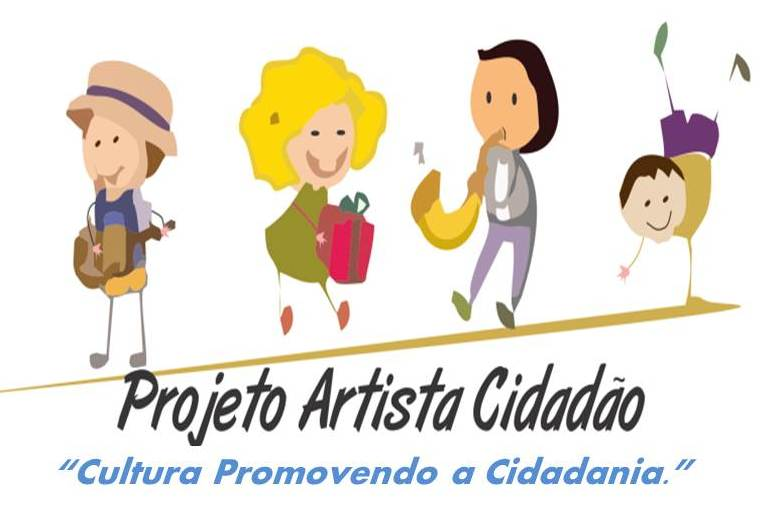 Projeto Artista Cidadão
“Cultura Promovendo a Cidadania.”